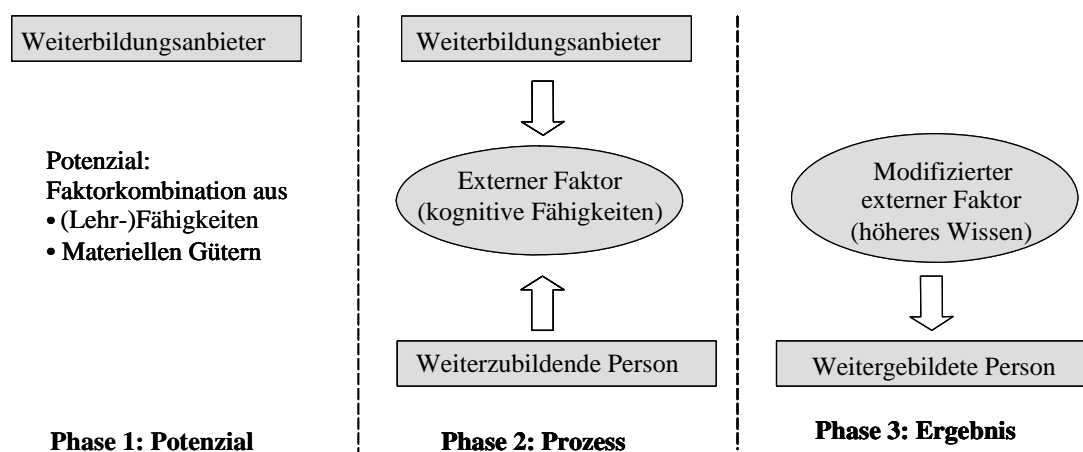 Weiterbildungsanbieter
Potenzial:
Faktorkombination aus
• (Lehr-)Fähigkeiten
• Materiellen Gütern
Phase 1: Potenzial
Weiterbildungsanbieter
Externer Faktor
(kognitive Fähigkeiten)
Weiterzubildende Person
Phase 2: Prozess
Modifizierter
externer Faktor
(höheres Wissen)
Weitergebildete Person
Phase 3: Ergebnis